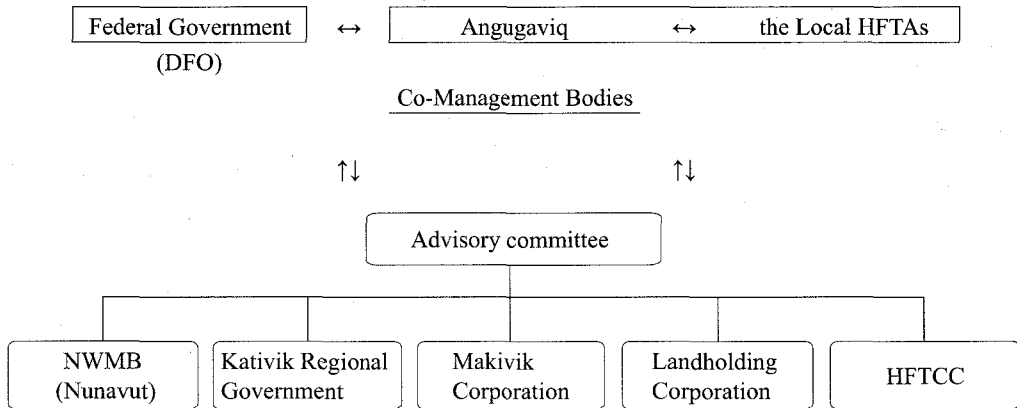 Federal Government ↔ Angugaviq ↔ the Local HFTAs
(DFO)
Co-Management Bodies
↑↓ ↑↓
Advisory committee
NWMB
(Nunavut)
Kativik Regional
Government
Makivik
Corporation
Landholding
Corporation
HFTCC